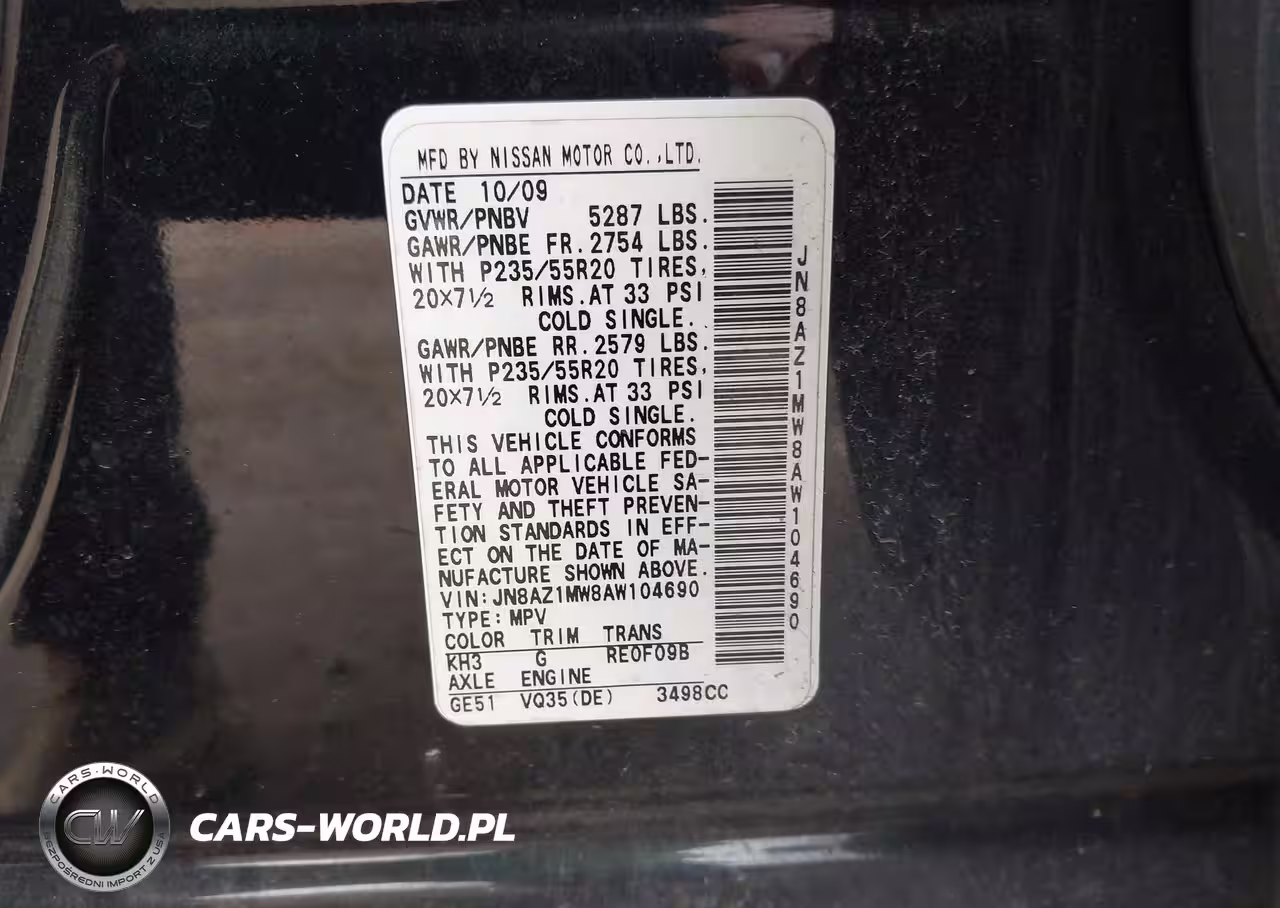 MFD BY NISSAN MOTOR CO.,LTD.
DATE 10/09
GVWR/PNBV 5287 LBS.
GAWR/PNBE FR.2754 LBS.
WITH P235/55R20 TIRES,
20×7½ RIMS.AT 33 PSI
COLD SINGLE.
GAWR/PNBE RR.2579 LBS.
WITH P235/55R20 TIRES,
20×7½ RIMS.AT 33 PSI
COLD SINGLE.
THIS VEHICLE CONFORMS
TO ALL APPLICABLE FED-
ERAL MOTOR VEHICLE SA-
FETY AND THEFT PREVEN-
TION STANDARDS IN EFF-
ECT ON THE DATE OF MA-
NUFACTURE SHOWN ABOVE.
VIN:JN8AZ1MW8AW104690
TYPE:MPV
COLOR TRIM TRANS
KH3 G RE0F09B
AXLE ENGINE
GE51 VQ35(DE) 3498CC
JN8AZ1MW8AW104690
CARS-WORLD
CW
BEZPOŚREDNI IMPORT Z USA
CARS-WORLD.PL